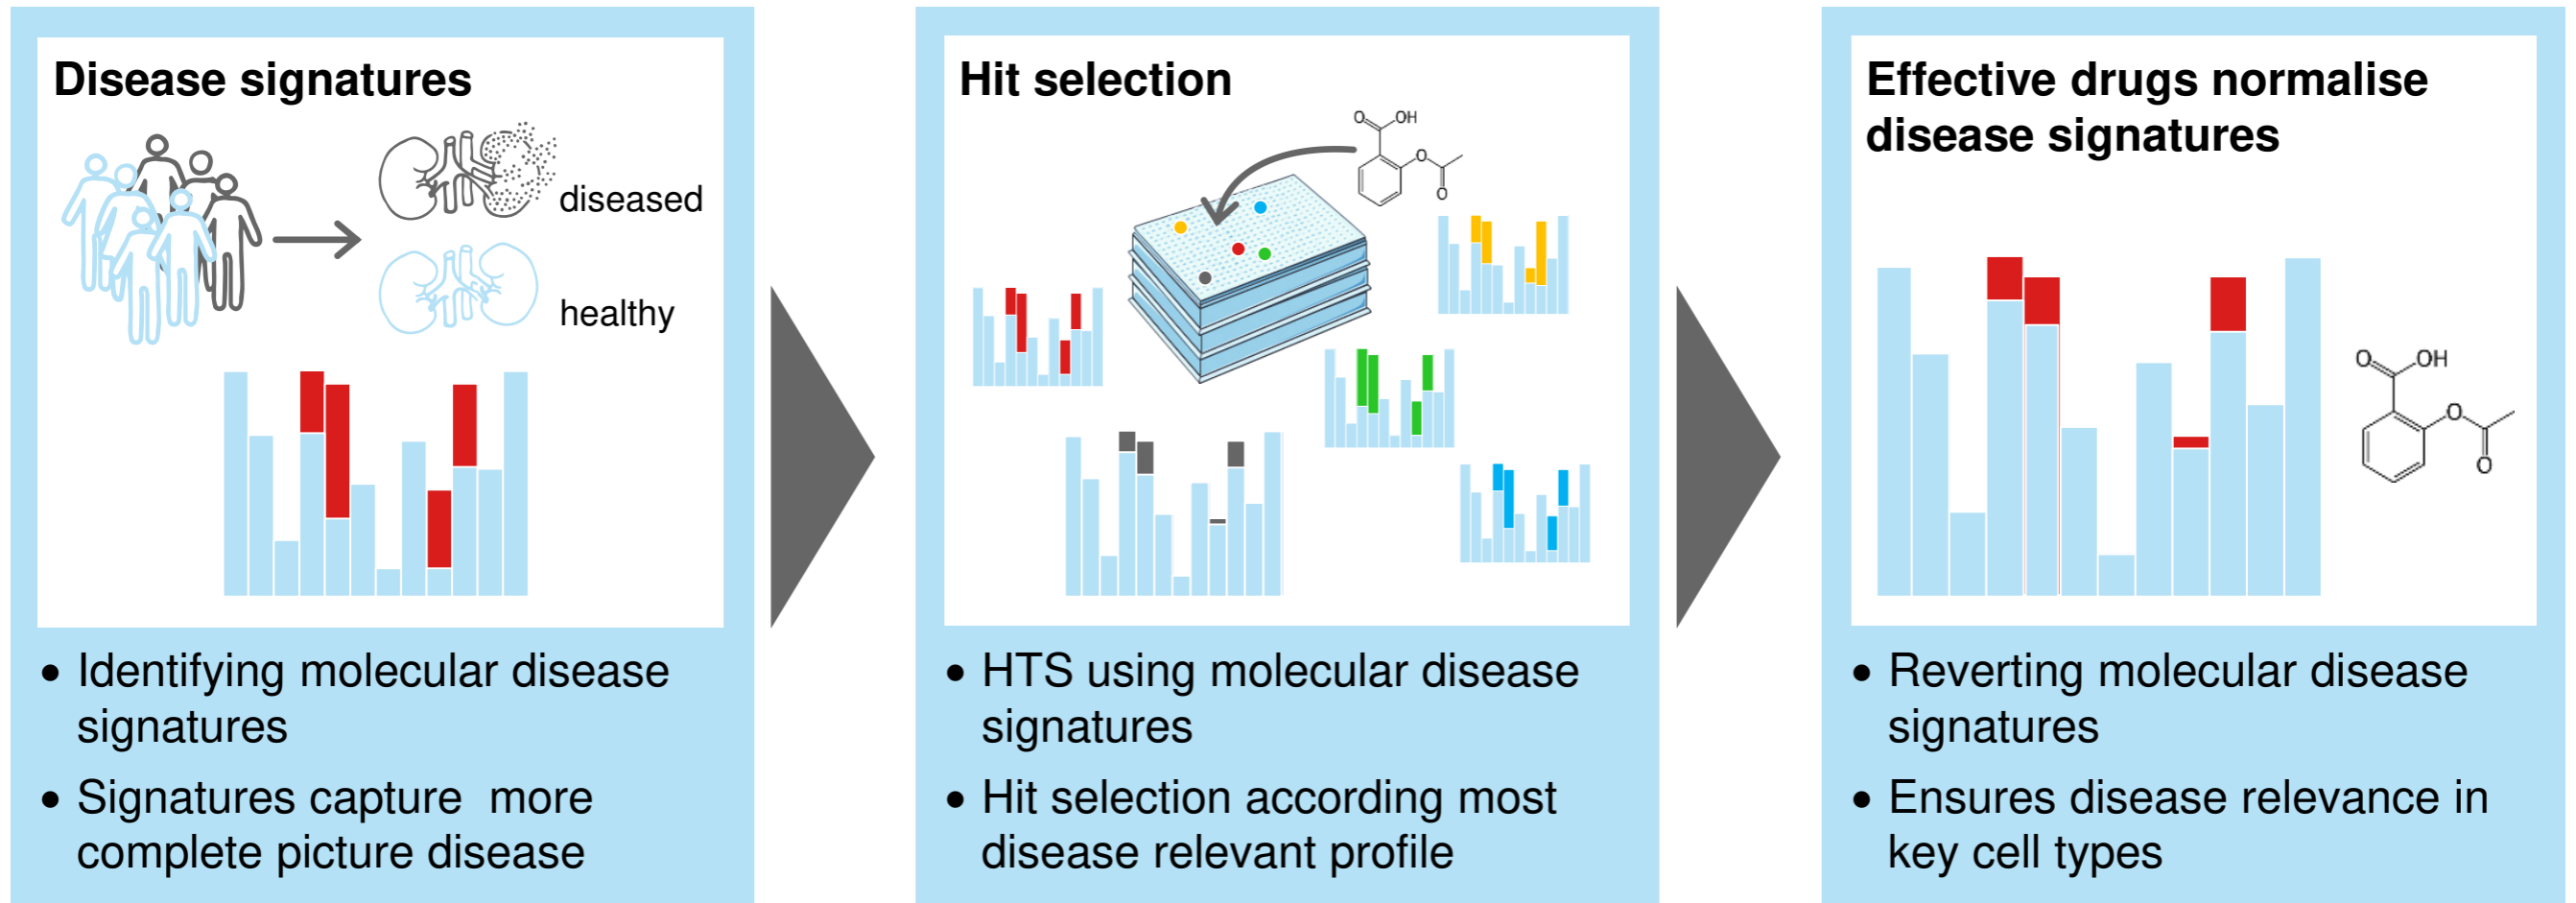 Disease signatures
diseased
healthy
• Identifying molecular disease
signatures
• Signatures capture  more
complete picture disease
Hit selection
O
OH
O
O
• HTS using molecular disease
signatures
• Hit selection according most
disease relevant profile
Effective drugs normalise
disease signatures
O
OH
O
O
• Reverting molecular disease
signatures
• Ensures disease relevance in
key cell types